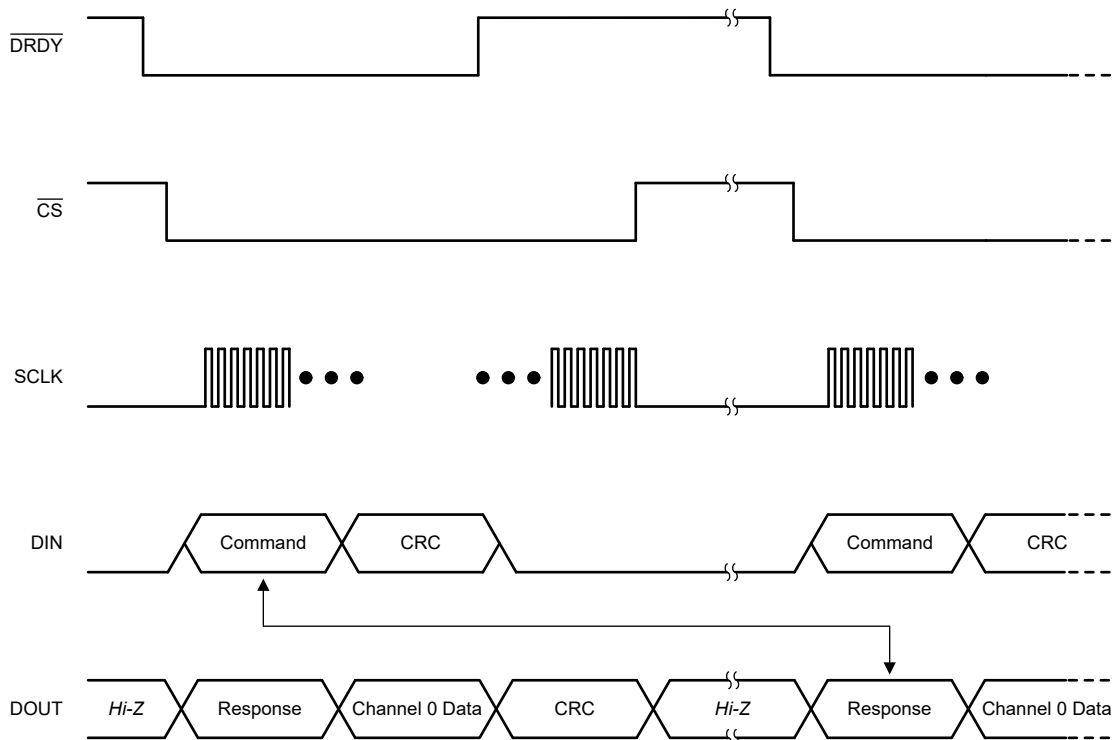 DRDY
CS
SCLK
DIN
Command
CRC
Command
CRC
DOUT
Hi-Z
Response
Channel 0 Data
CRC
Hi-Z
Response
Channel 0 Data